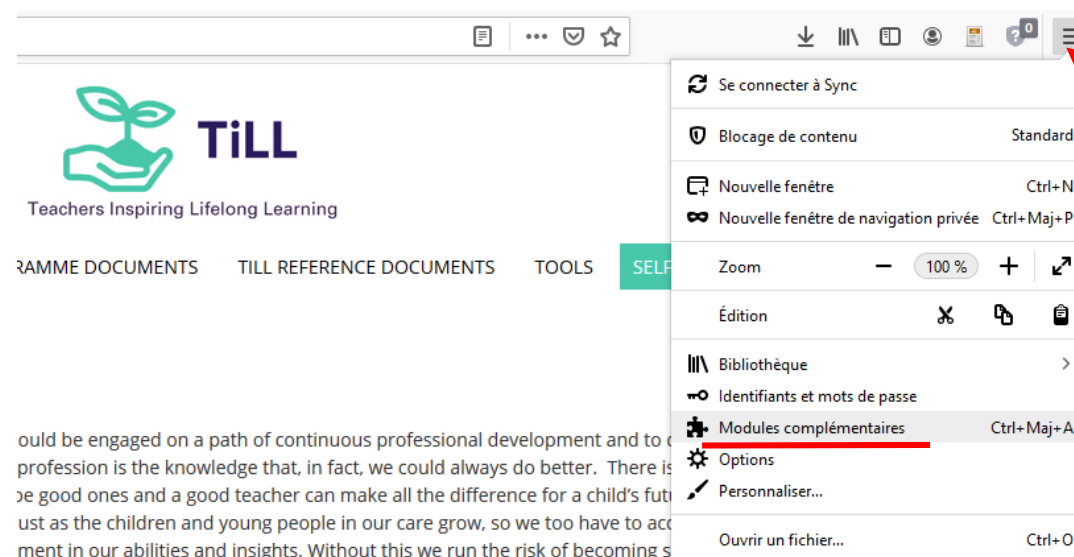 0
TiLL
Teachers Inspiring Lifelong Learning
RAMME DOCUMENTS TILL REFERENCE DOCUMENTS TOOLS SELF
ould be engaged on a path of continuous professional development and to
profession is the knowledge that, in fact, we could always do better. There is
be good ones and a good teacher can make all the difference for a child's futu
ust as the children and young people in our care grow, so we too have to acc
ment in our abilities and insights. Without this we run the risk of becoming s
Se connecter à Sync
Blocage de contenu Standard
Nouvelle fenêtre Ctrl+N
Nouvelle fenêtre de navigation privée Ctrl+Maj+P
Zoom − 100 % +
Édition
Bibliothèque
Identifiants et mots de passe
Modules complémentaires Ctrl+Maj+A
Options
Personnaliser...
Ouvrir un fichier... Ctrl+O